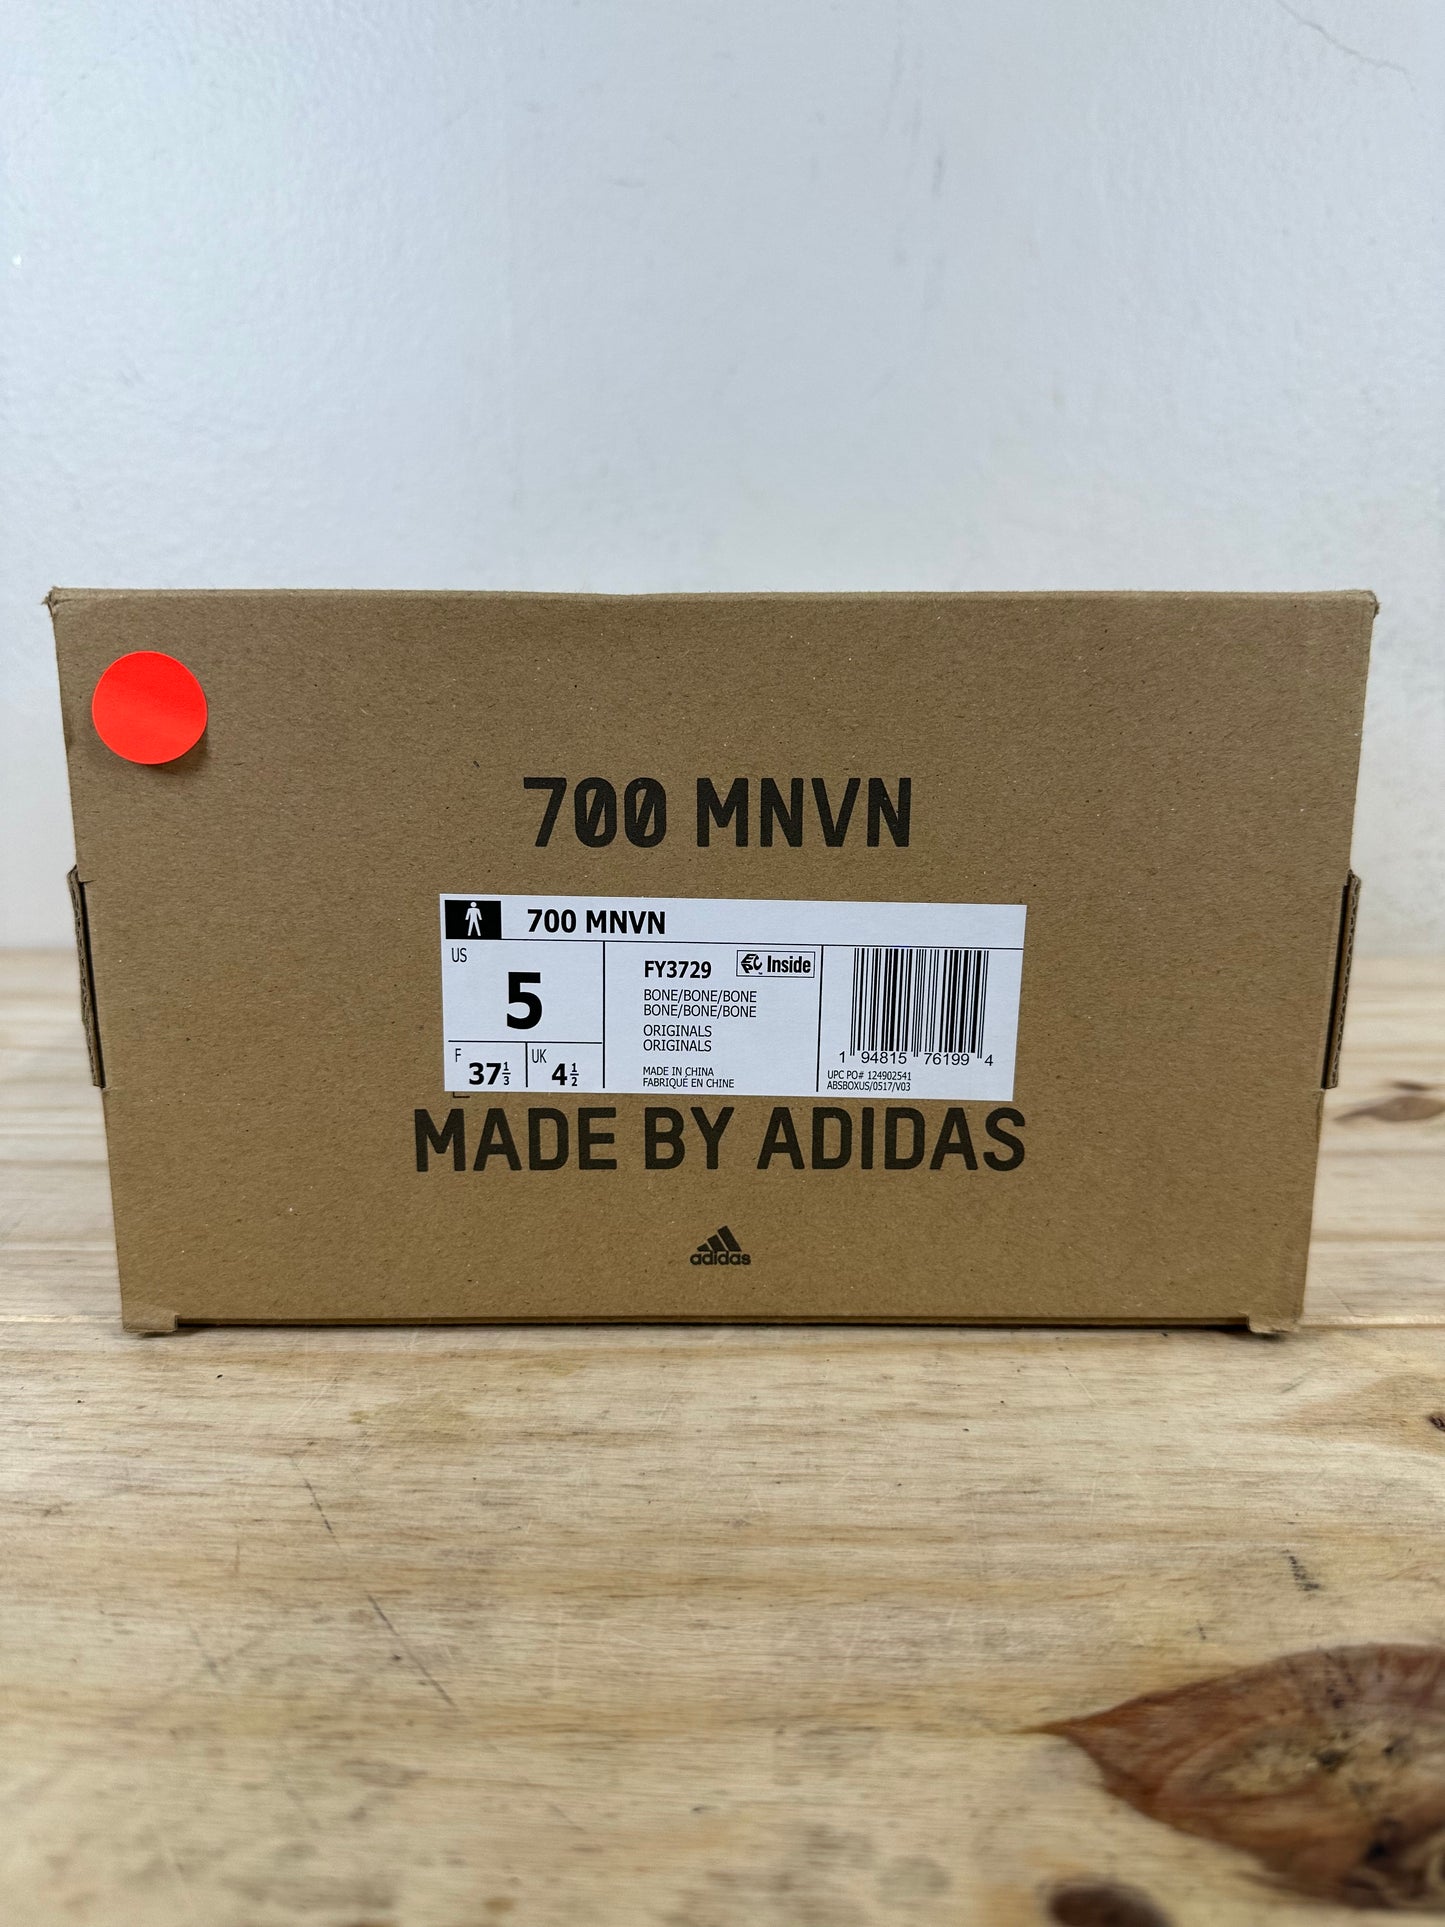 700 MNVN
700 MNVN
US
5
F
37⅓
UK
4½
FY3729
Inside
BONE/BONE/BONE
BONE/BONE/BONE
ORIGINALS
ORIGINALS
MADE IN CHINA
FABRIQUÉ EN CHINE
1 94815 76199 4
UPC PO# 124902541
ABSBOXUS/0517/V03
MADE BY ADIDAS
adidas